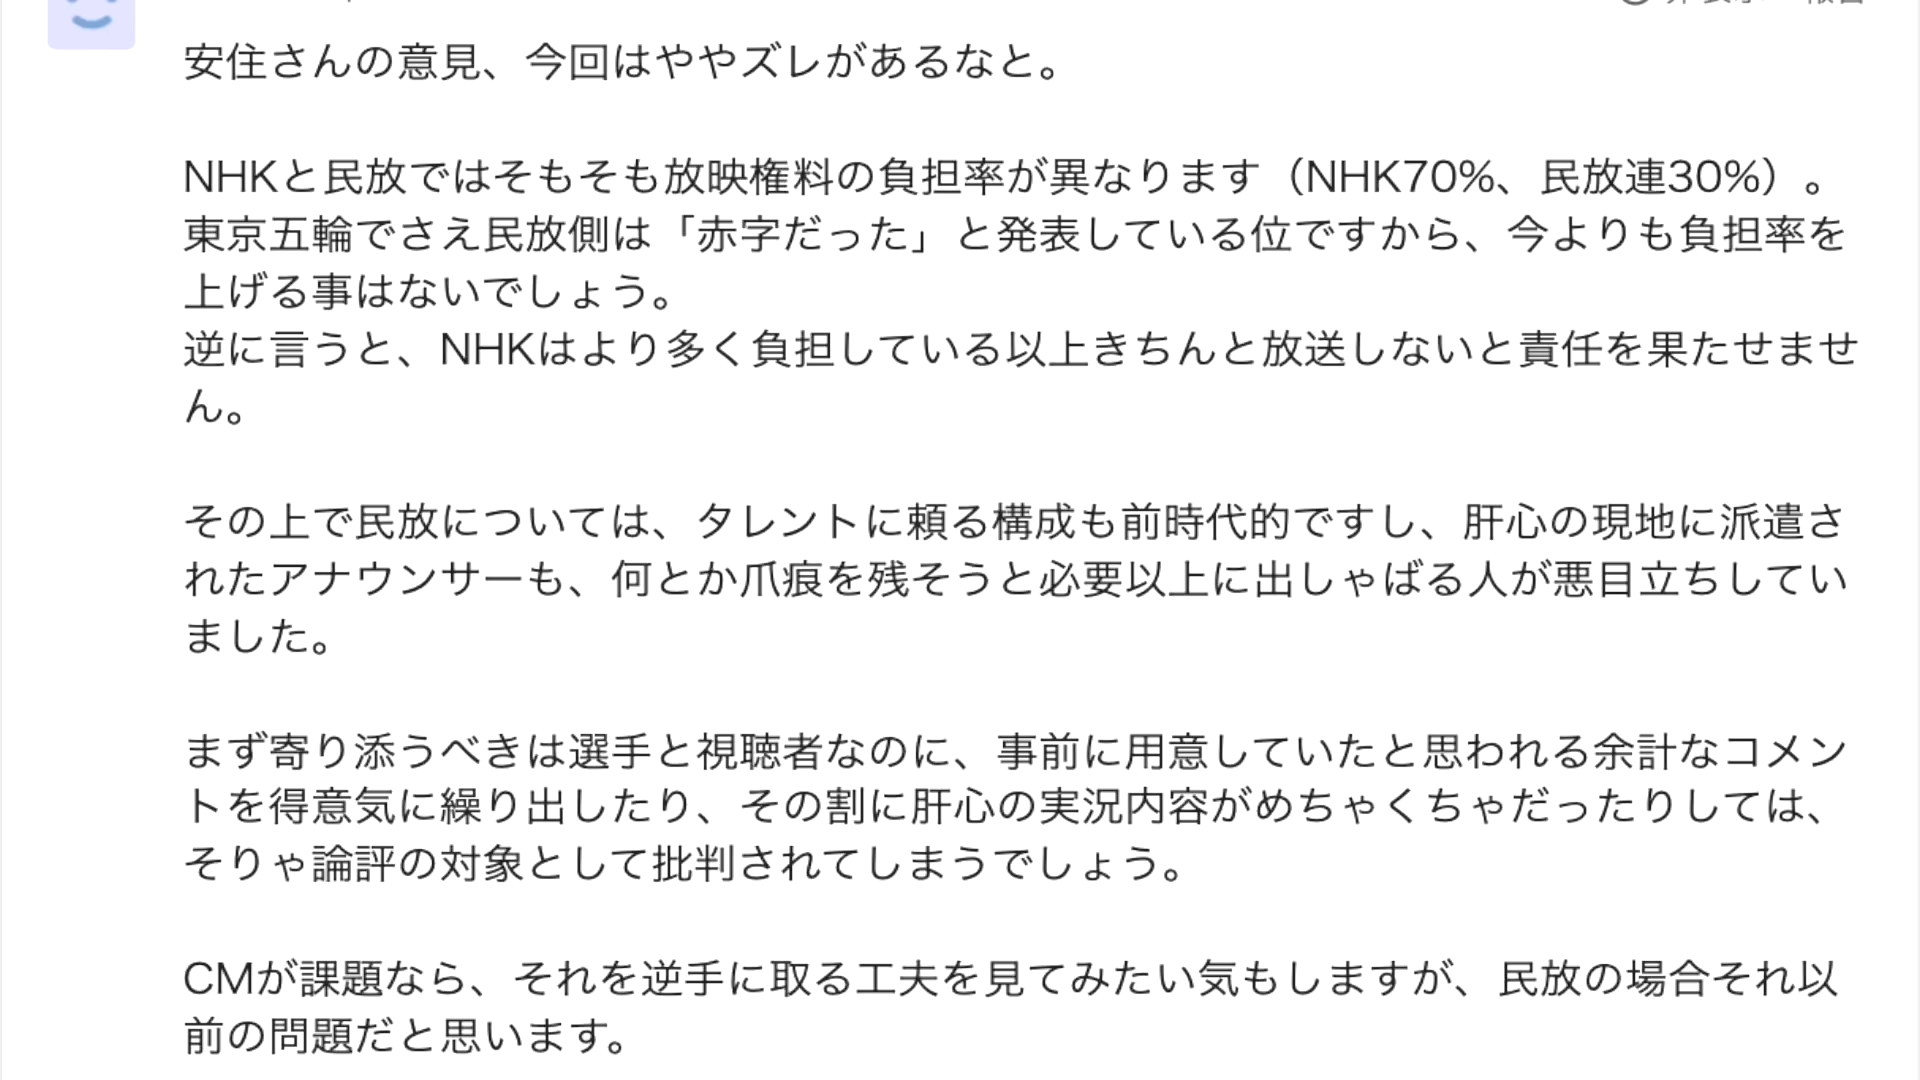 安住さんの意見、今回はややズレがあるなと。
NHKと民放ではそもそも放映権料の負担率が異なります（NHK70%、民放連30%）。
東京五輪でさえ民放側は「赤字だった」と発表している位ですから、今よりも負担率を
上げる事はないでしょう。
逆に言うと、NHKはより多く負担している以上きちんと放送しないと責任を果たせませ
ん。
その上で民放については、タレントに頼る構成も前時代的ですし、肝心の現地に派遣さ
れたアナウンサーも、何とか爪痕を残そうと必要以上に出しゃばる人が悪目立ちしてい
ました。
まず寄り添うべきは選手と視聴者なのに、事前に用意していたと思われる余計なコメン
トを得意気に繰り出したり、その割に肝心の実況内容がめちゃくちゃだったりしては、
そりゃ論評の対象として批判されてしまうでしょう。
CMが課題なら、それを逆手に取る工夫を見てみたい気もしますが、民放の場合それ以
前の問題だと思います。